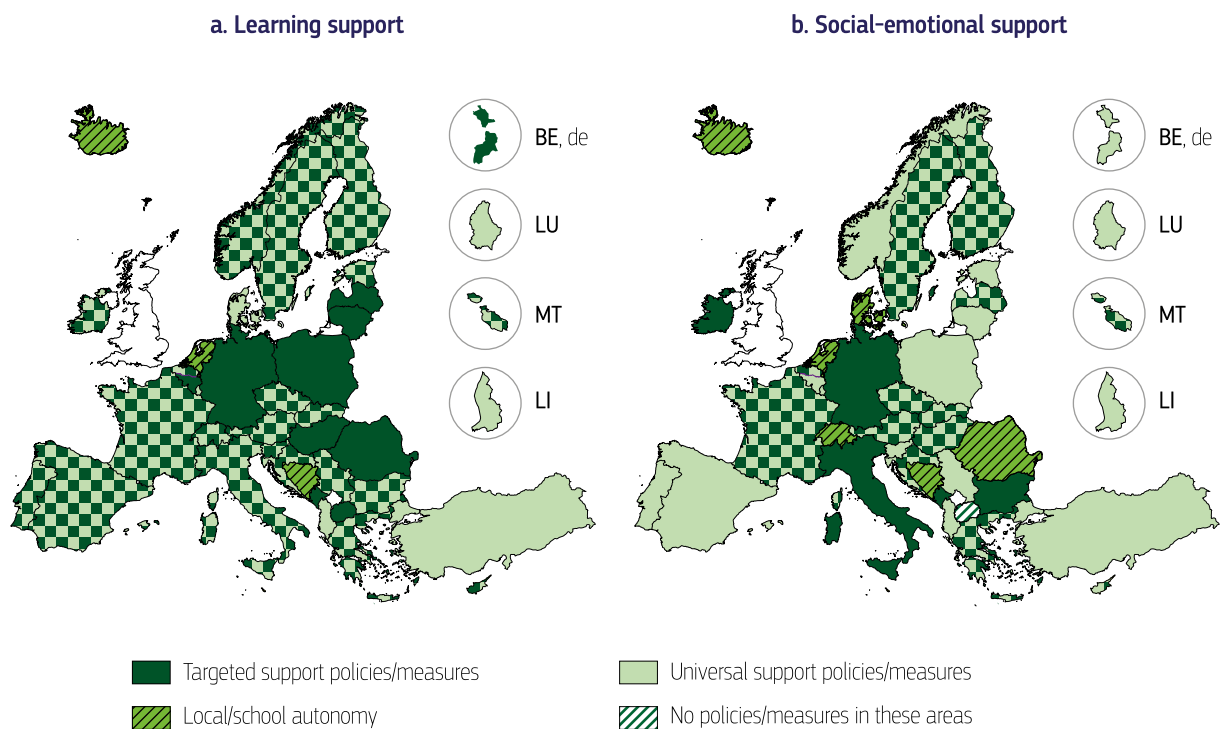 a. Learning support
b. Social-emotional support
BE, de
LU
MT
LI
BE, de
LU
MT
LI
Targeted support policies/measures
Universal support policies/measures
Local/school autonomy
No policies/measures in these areas